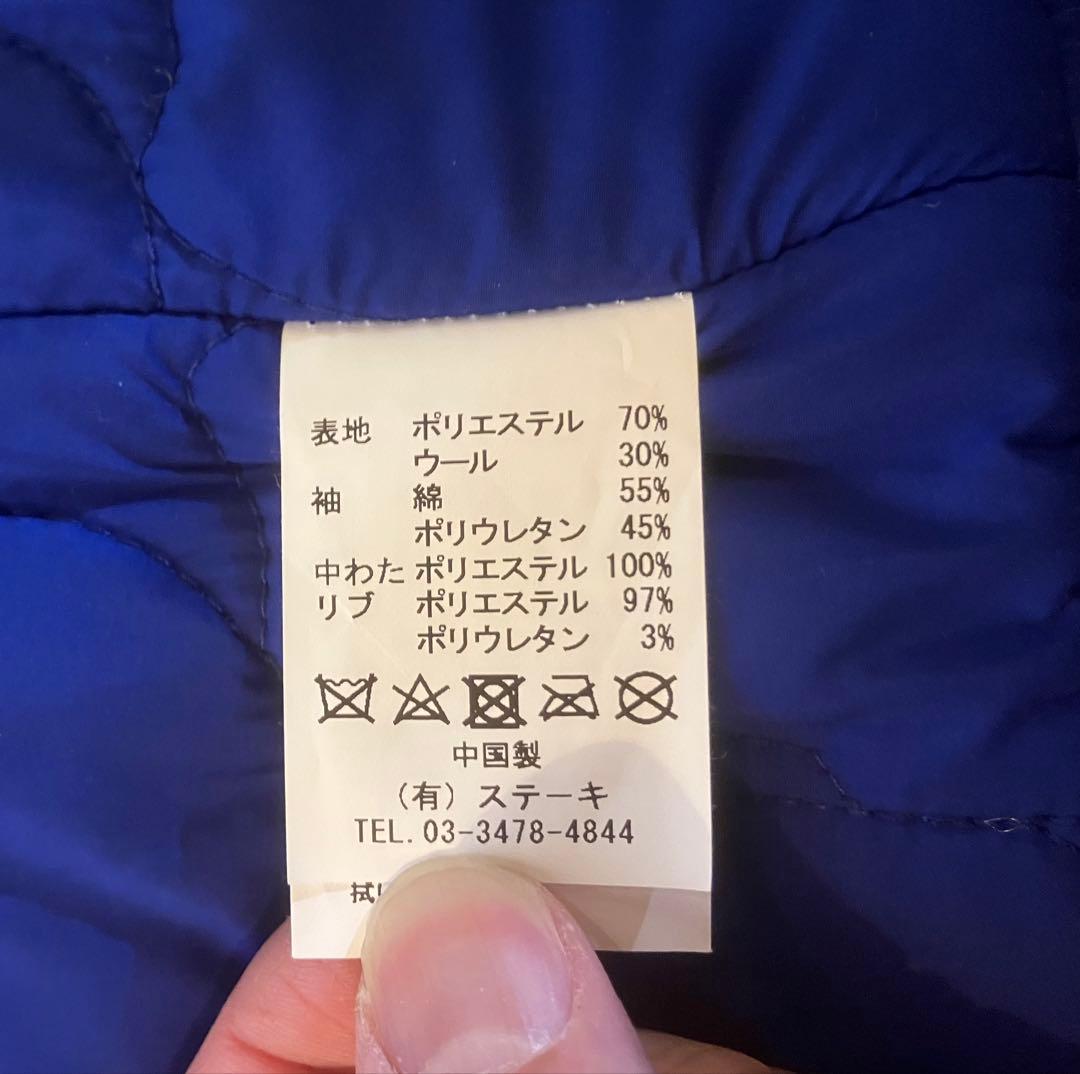 表地 ポリエステル 70%
ウール 30%
袖 綿 55%
ポリウレタン 45%
中わた ポリエステル 100%
リブ ポリエステル 97%
ポリウレタン 3%
中国製
（有）ステーキ
TEL.03-3478-4844
拭